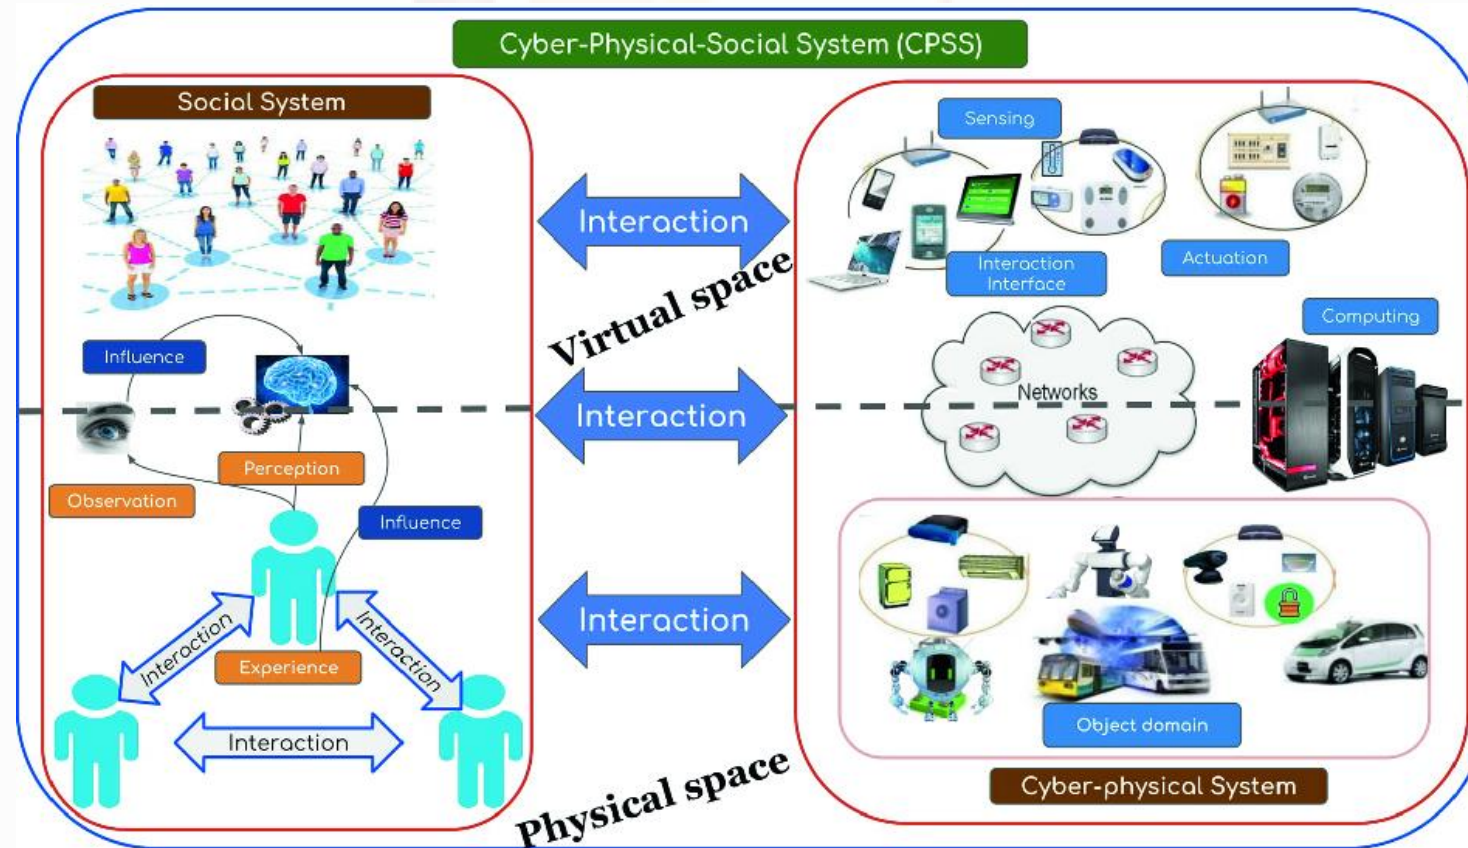 Cyber-Physical-Social System (CPSS)
Social System
Influence
Perception
Observation
Influence
Interaction
Interaction
Experience
Interaction
Interaction
Virtual space
Interaction
Interaction
Physical space
Sensing
Interaction
Interface
Actuation
Computing
Networks
Object domain
Cyber-physical System